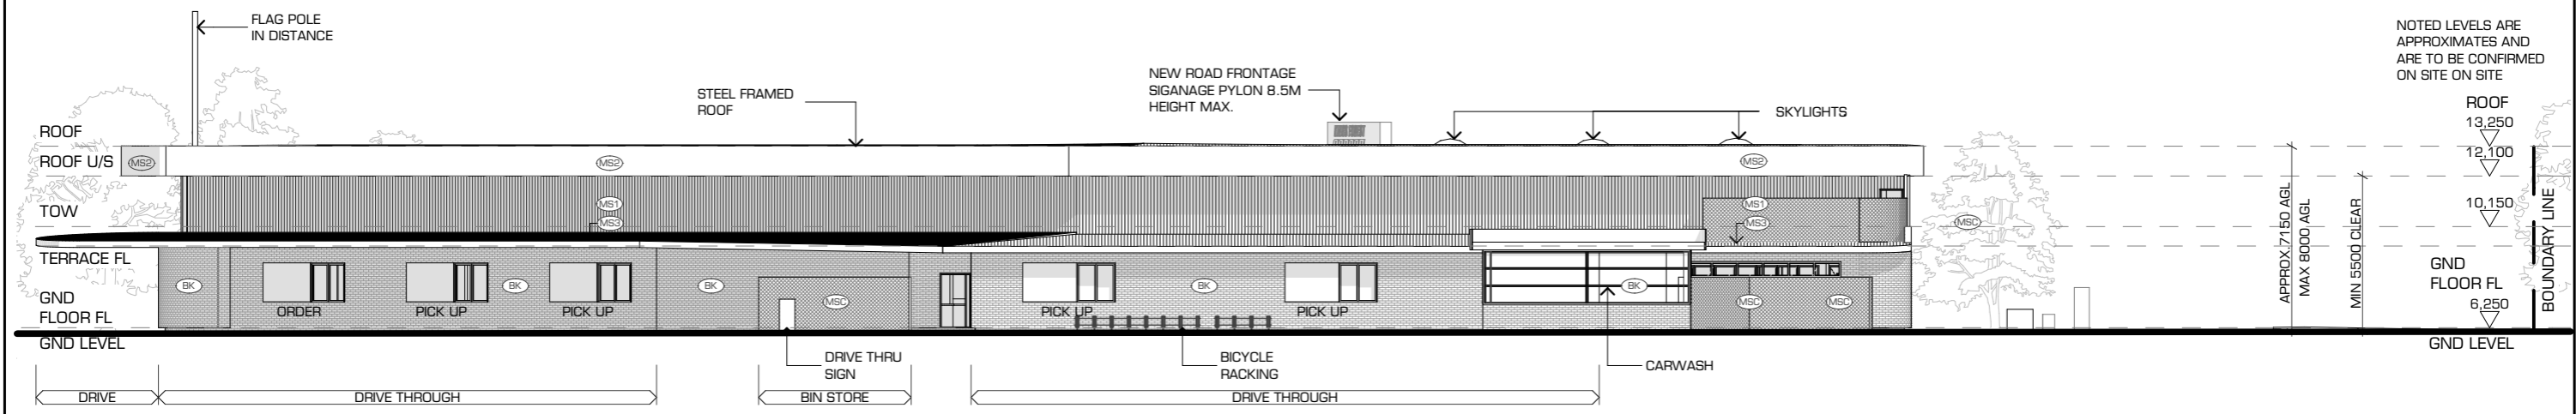 FLAG POLE
IN DISTANCE
NOTED LEVELS ARE
APPROXIMATES AND
ARE TO BE CONFIRMED
ON SITE ON SITE
NEW ROAD FRONTAGE
SIGANAGE PYLON 8.5M
HEIGHT MAX.
STEEL FRAMED
ROOF
SKYLIGHTS
ROOF
ROOF U/S
TOW
TERRACE FL
GND
FLOOR FL
GND LEVEL
MS2
MS2
MS2
MS1
MS3
MS1
MS3
MSC
BK
BK
BK
BK
BK
MSC
MSC
MSC
ORDER
PICK UP
PICK UP
PICK UP
PICK UP
ROOF
13,250
12,100
10,150
GND
FLOOR FL
6,250
GND LEVEL
APPROX.7150 AGL
MAX 8000 AGL
MIN 5500 CLEAR
BOUNDARY LINE
DRIVE THRU
SIGN
BICYCLE
RACKING
CARWASH
DRIVE
DRIVE THROUGH
BIN STORE
DRIVE THROUGH